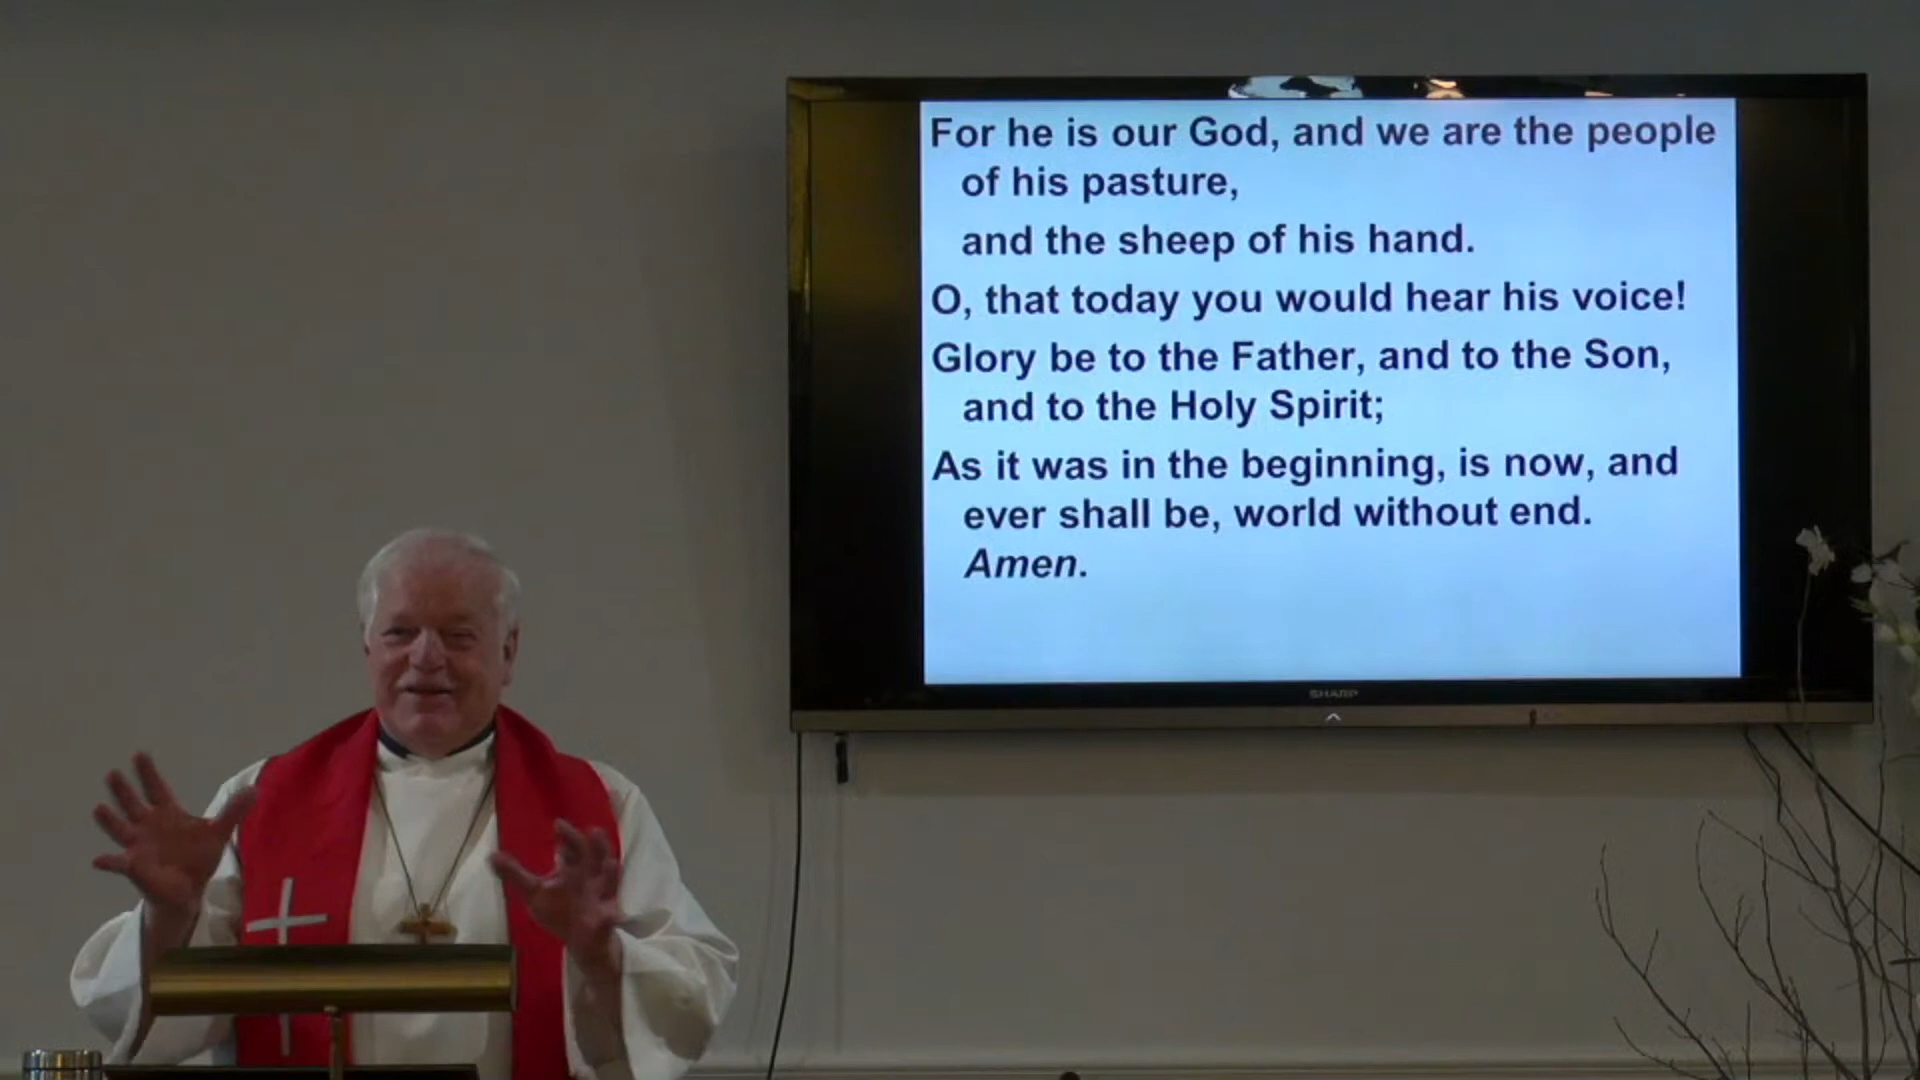 For he is our God, and we are the people
of his pasture,
and the sheep of his hand.
O, that today you would hear his voice!
Glory be to the Father, and to the Son,
and to the Holy Spirit;
As it was in the beginning, is now, and
ever shall be, world without end.
Amen.
SHARP